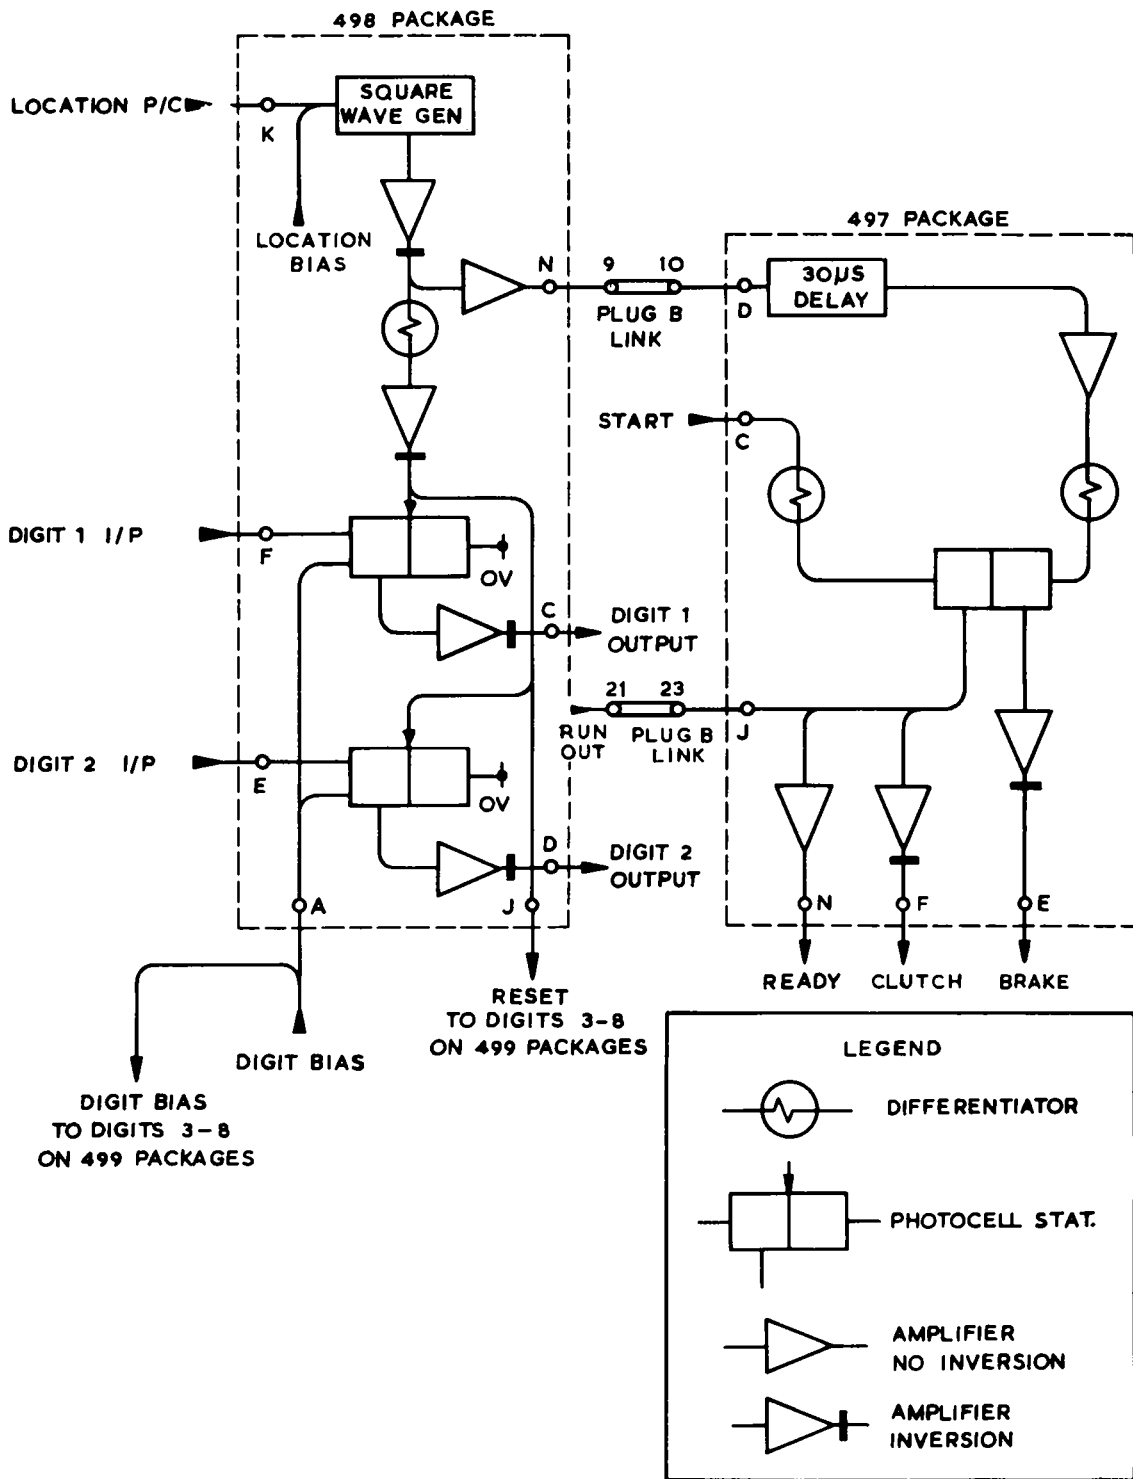 498 PACKAGE
LOCATION P/C
K
SQUARE
WAVE GEN
LOCATION
BIAS
N
9 10
PLUG B
LINK
497 PACKAGE
D
30μS
DELAY
START
C
DIGIT 1 I/P
F
OV
C
DIGIT 1
OUTPUT
21 23
RUN
OUT
PLUG B
LINK
J
DIGIT 2 I/P
E
OV
D
DIGIT 2
OUTPUT
A
J
N
F
E
READY
CLUTCH
BRAKE
RESET
TO DIGITS 3-8
ON 499 PACKAGES
DIGIT BIAS
DIGIT BIAS
TO DIGITS 3-8
ON 499 PACKAGES
LEGEND
DIFFERENTIATOR
PHOTOCELL STAT.
AMPLIFIER
NO INVERSION
AMPLIFIER
INVERSION